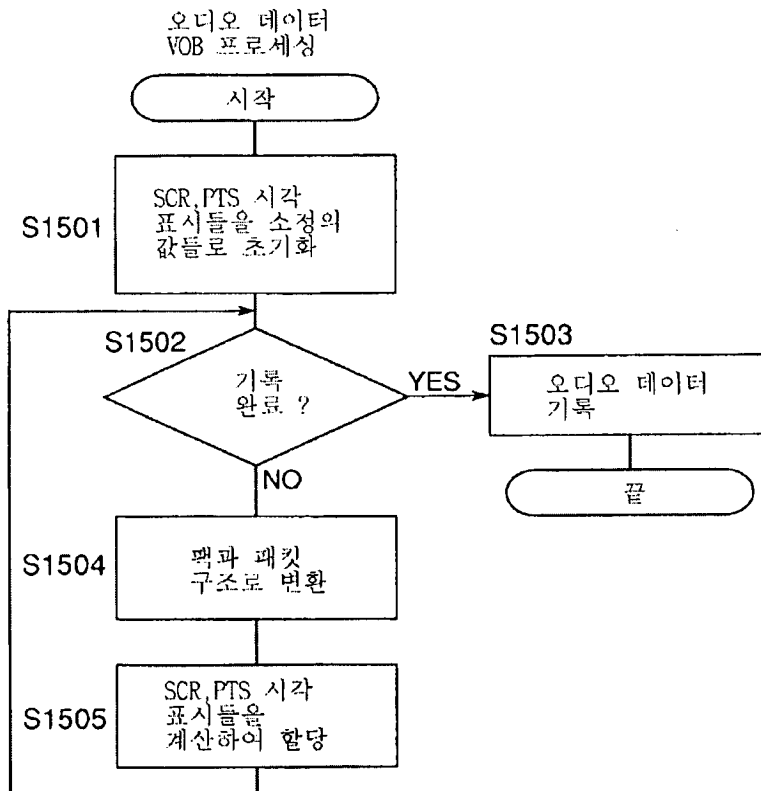 오디오 데이터
VOB 프로세싱
시작
S1501
SCR,PTS 시각
표시들을 소정의
값들로 초기화
S1502
기록
완료 ?
YES
S1503
오디오 데이터
기록
끝
NO
S1504
팩과 패킷
구조로 변환
S1505
SCR,PTS 시각
표시들을
계산하여 할당